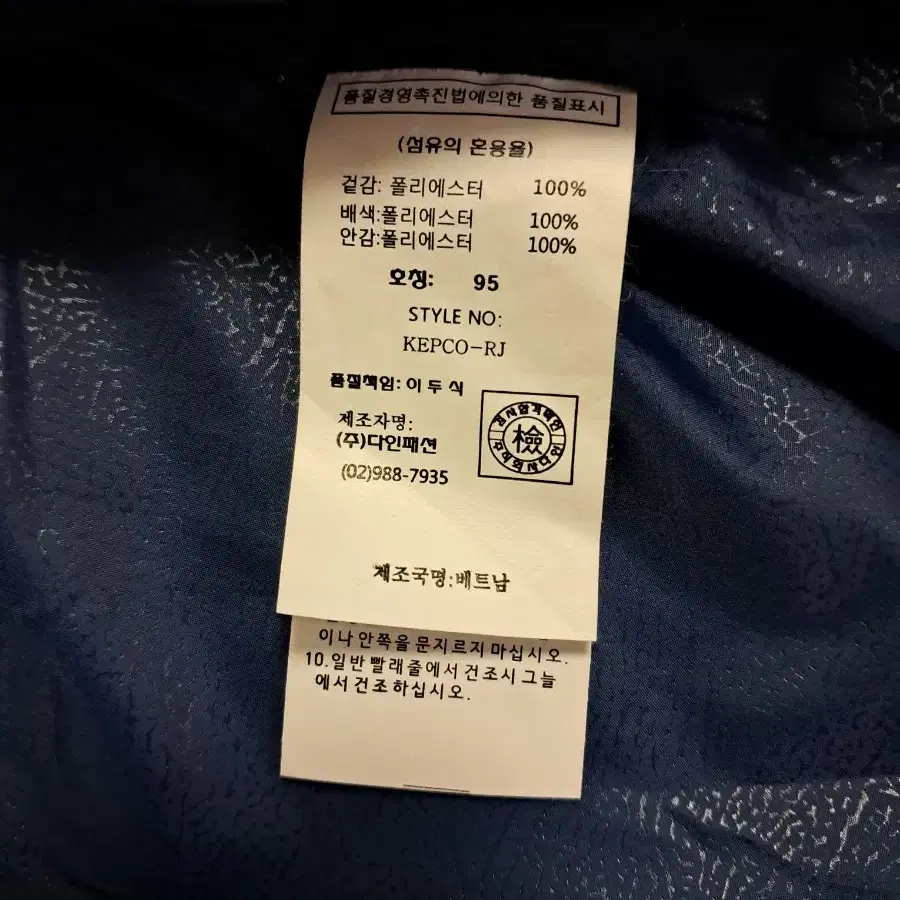 품질경영촉진법에의한 품질표시
(섬유의 혼용율)
겉감: 폴리에스터 100%
배색:폴리에스터 100%
안감:폴리에스터 100%
호칭: 95
STYLE NO:
KEPCO-RJ
품질책임: 이 두 식
제조자명:
(주)다인패션
(02)988-7935
檢
제조국명:베트남
이나 안쪽을 문지르지 마십시오.
10.일반 빨래줄에서 건조시 그늘
에서 건조하십시오.